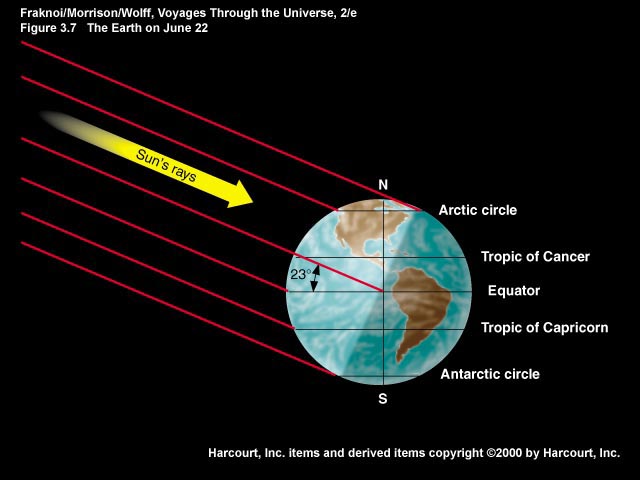 Fraknoi/Morrison/Wolff, Voyages Through the Universe, 2/e
Figure 3.7 The Earth on June 22
Sun's rays
N
Arctic circle
Tropic of Cancer
23°
Equator
Tropic of Capricorn
Antarctic circle
S
Harcourt, Inc. items and derived items copyright ©2000 by Harcourt, Inc.